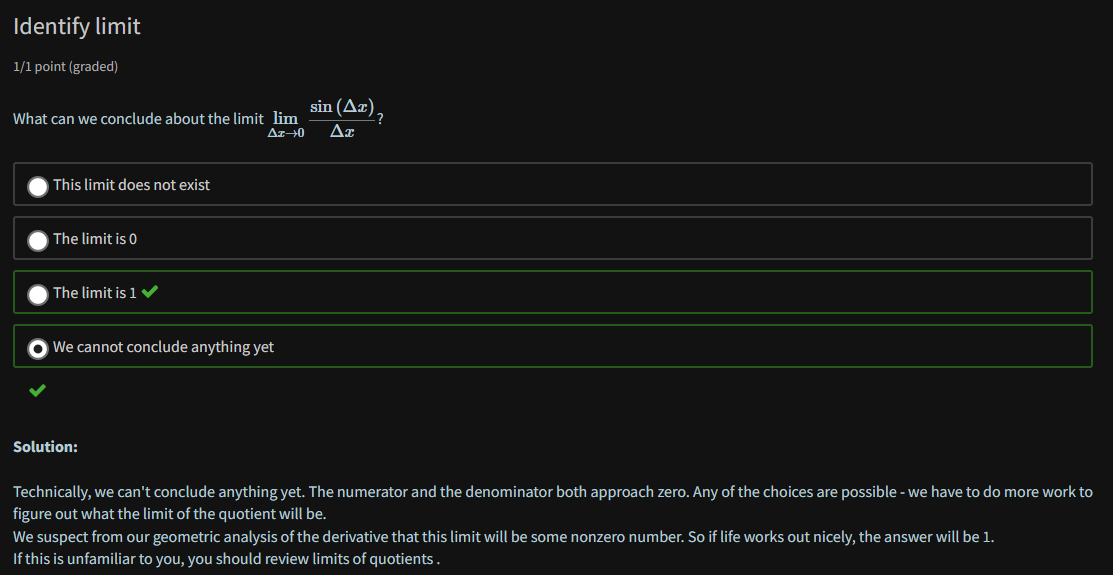 Identify limit
1/1 point (graded)
What can we conclude about the limit lim Δx→0 sin (Δx) / Δx ?
This limit does not exist
The limit is 0
The limit is 1 ✔
We cannot conclude anything yet
✔
Solution:
Technically, we can't conclude anything yet. The numerator and the denominator both approach zero. Any of the choices are possible - we have to do more work to
figure out what the limit of the quotient will be.
We suspect from our geometric analysis of the derivative that this limit will be some nonzero number. So if life works out nicely, the answer will be 1.
If this is unfamiliar to you, you should review limits of quotients .